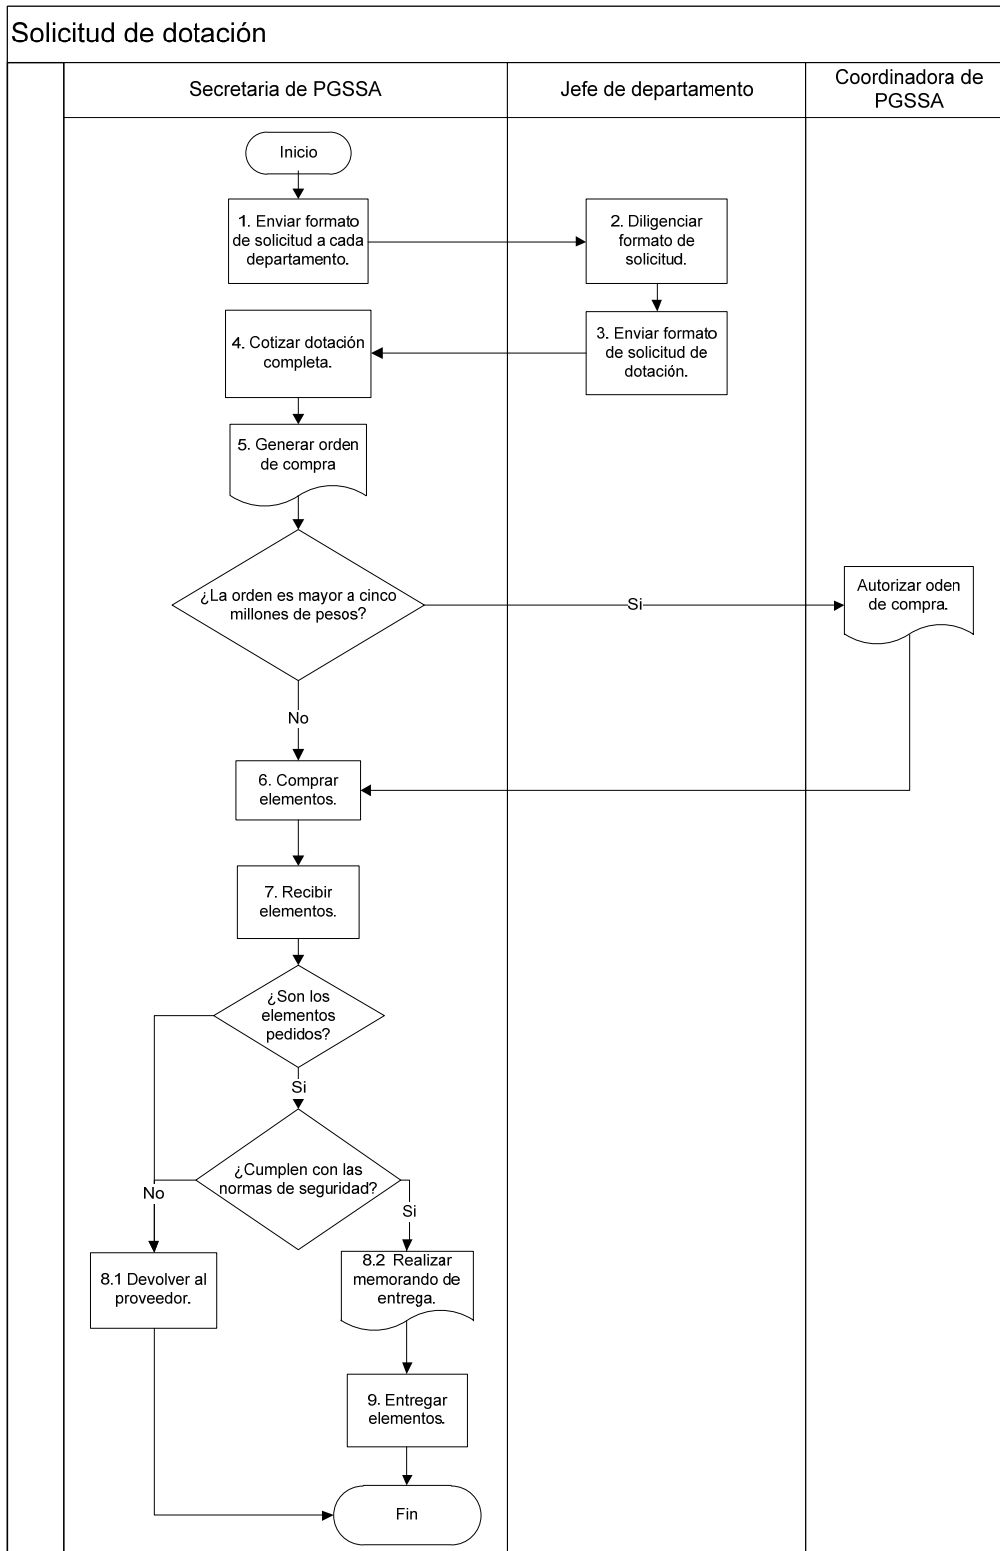 Solicitud de dotación
Secretaria de PGSSA
Jefe de departamento
Coordinadora de
PGSSA
Inicio
1. Enviar formato
de solicitud a cada
departamento.
2. Diligenciar
formato de
solicitud.
3. Enviar formato
de solicitud de
dotación.
4. Cotizar dotación
completa.
5. Generar orden
de compra
¿La orden es mayor a cinco
millones de pesos?
Si
Autorizar oden
de compra.
No
6. Comprar
elementos.
7. Recibir
elementos.
¿Son los
elementos
pedidos?
Si
¿Cumplen con las
normas de seguridad?
No
Si
8.1 Devolver al
proveedor.
8.2 Realizar
memorando de
entrega.
9. Entregar
elementos.
Fin